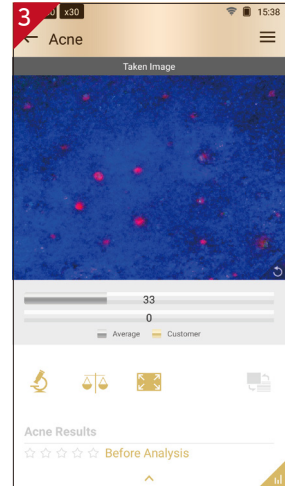 3
x30
15:38
Acne
Taken Image
33
0
Average
Customer
Acne Results
Before Analysis